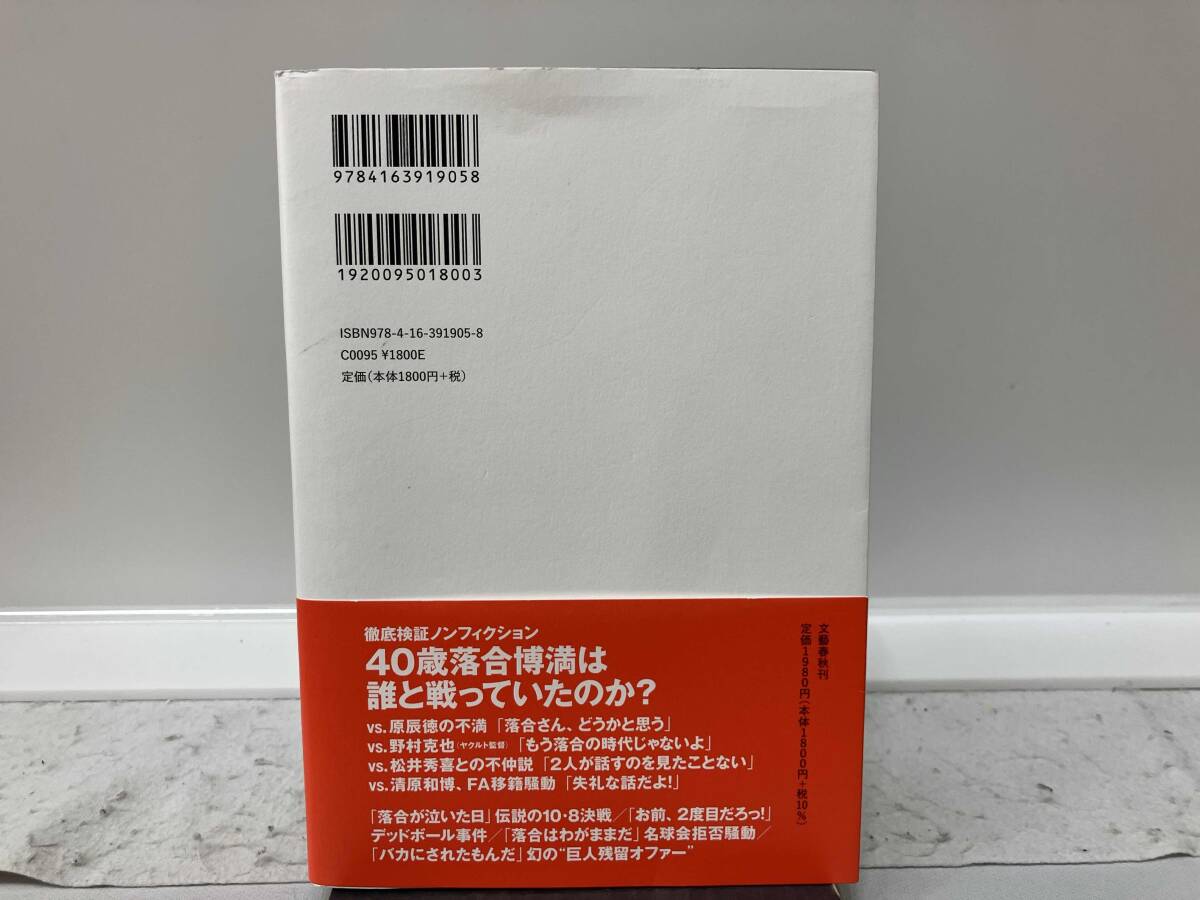 9784163919058
1920095018003
ISBN978-4-16-391905-8
C0095 ¥1800E
定価(本体1800円+税)
徹底検証ノンフィクション
40歳落合博満は
誰と戦っていたのか?
vs.原辰徳の不満「落合さん、どうかと思う」
vs.野村克也(ヤクルト監督)「もう落合の時代じゃないよ」
vs.松井秀喜との不仲説「2人が話すのを見たことない」
vs.清原和博、FA移籍騒動「失礼な話だよ!」
「落合が泣いた日」伝説の10・8決戦／「お前、2度目だろっ!」
デッドボール事件／「落合はわがままだ」名球会拒否騒動／
「バカにされたもんだ」幻の“巨人残留オファー”
文藝春秋刊
定価1980円(本体1800円+税10%)